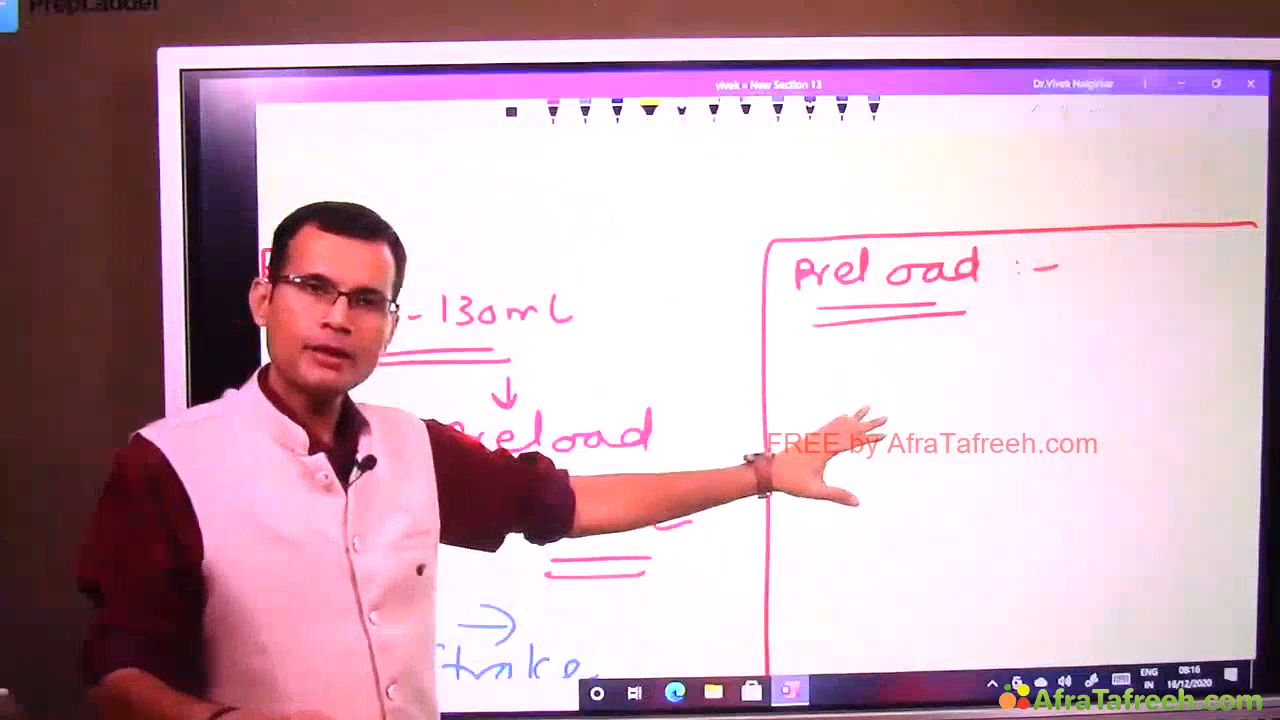 PrepLadder
vivek » New Section 13
Dr.Vivek Nalgirkar
Preload :-
- 130ml
Preload
FREE by AfraTafreeh.com
Stroke
ENG
IN
08:16
16/12/2020
AfraTafreeh.com